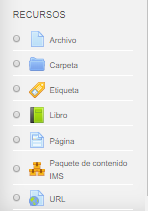 RECURSOS
Archivo
Carpeta
Etiqueta
Libro
Página
Paquete de contenido
IMS
URL